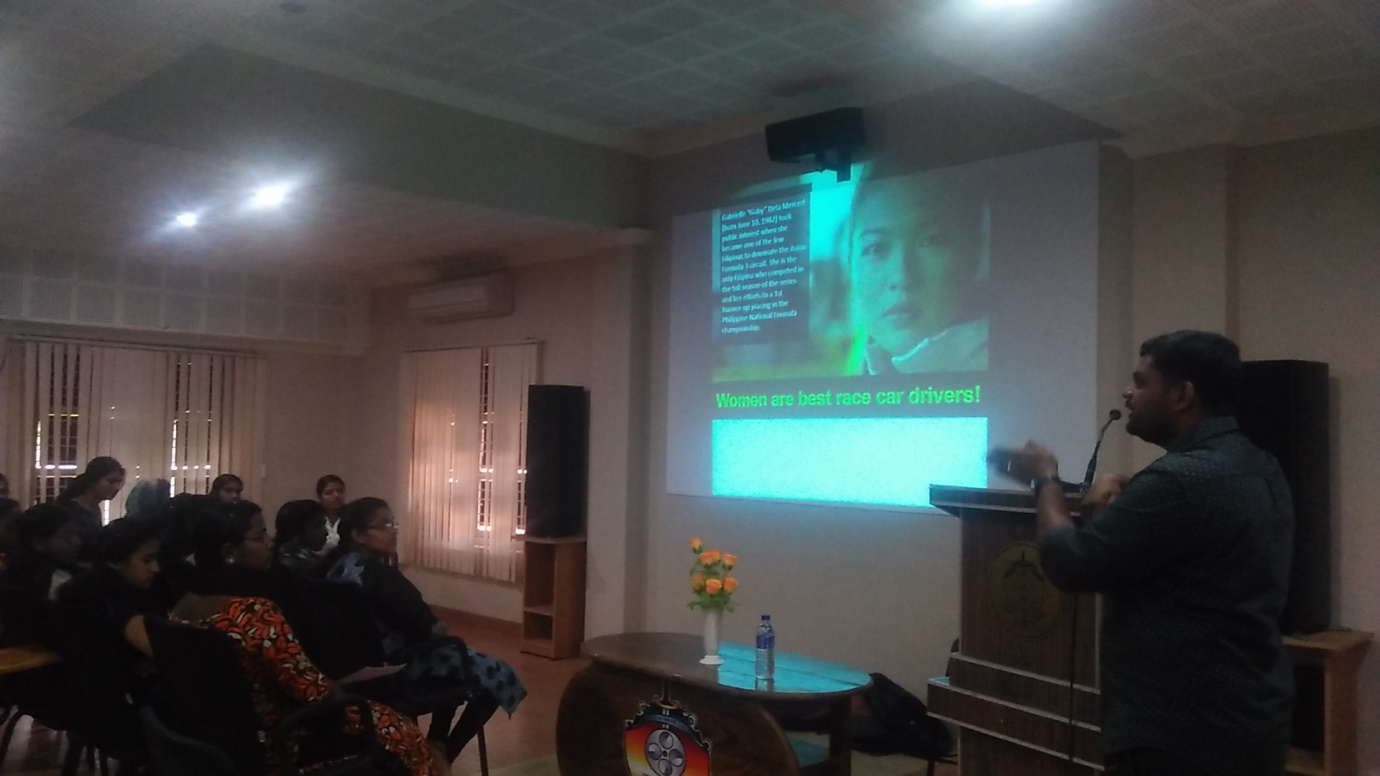 Gabrielle "Gaby" Dela Merced
(born June 10, 1982) took
public interest when she
became one of the few
Filipinas to dominate the Asian
Formula 3 circuit. She is the
only Filipina who competed in
the full season of the series
and her efforts to a 1st
Runner-up placing in the
Philippine National Formula
championship.
Women are best race car drivers!